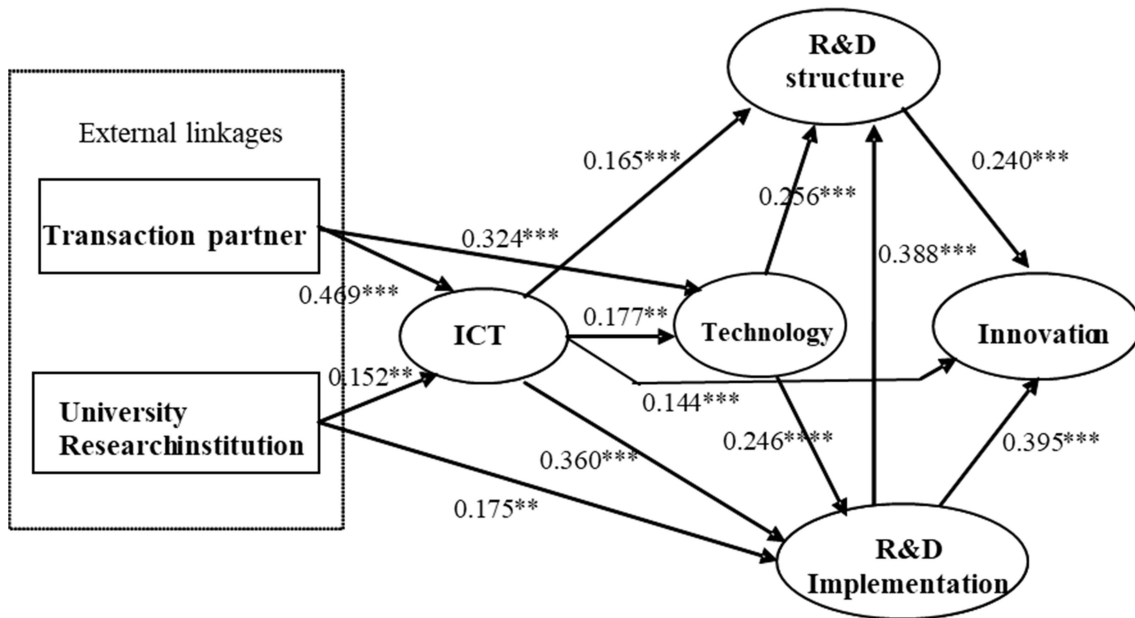 R&D
structure
External linkages
0.165***
0.240***
0.256***
Transaction partner
0.324***
0.388***
0.469***
0.177**
ICT
Technology
Innovation
0.152**
0.144***
University
Researchinstitution
0.246****
0.395***
0.360***
0.175**
R&D
Implementation